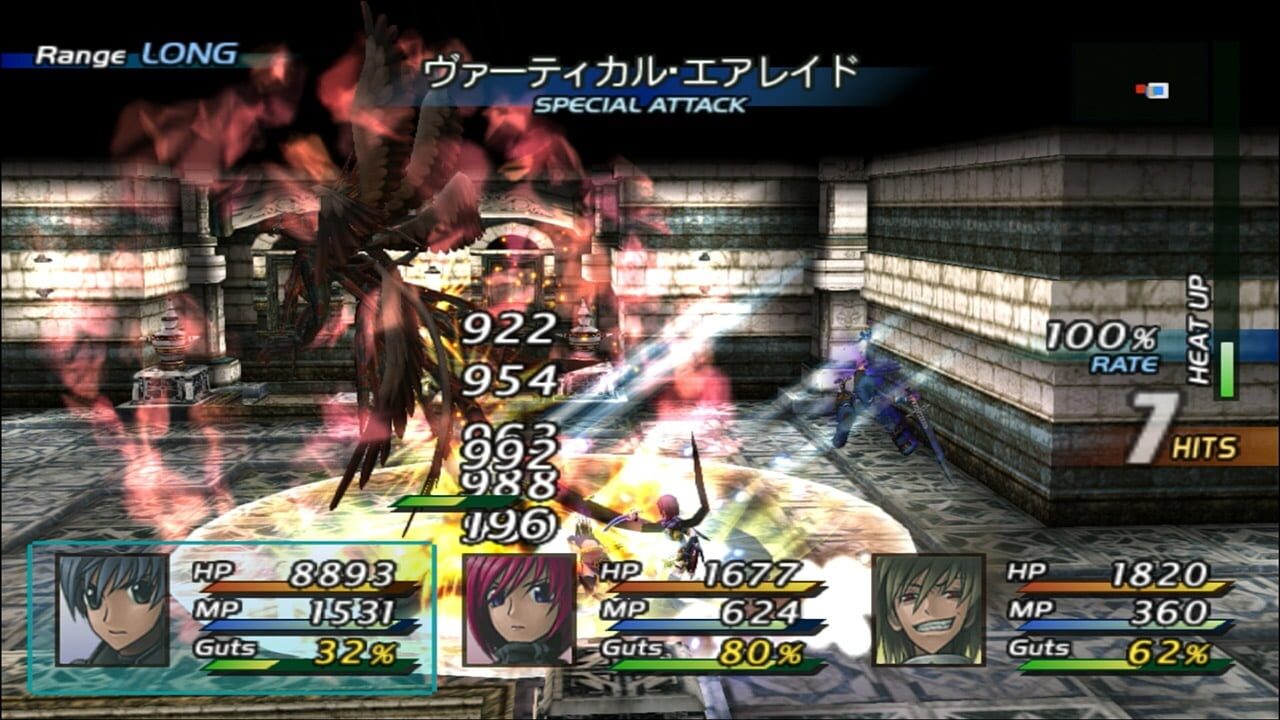 Range LONG
ヴァーティカル・エアレイド
SPECIAL ATTACK
922
954
963
992
988
196
100%
RATE
HEAT UP
7 HITS
HP 8893
MP 1531
Guts 32%
HP 1677
MP 624
Guts 80%
HP 1820
MP 360
Guts 62%